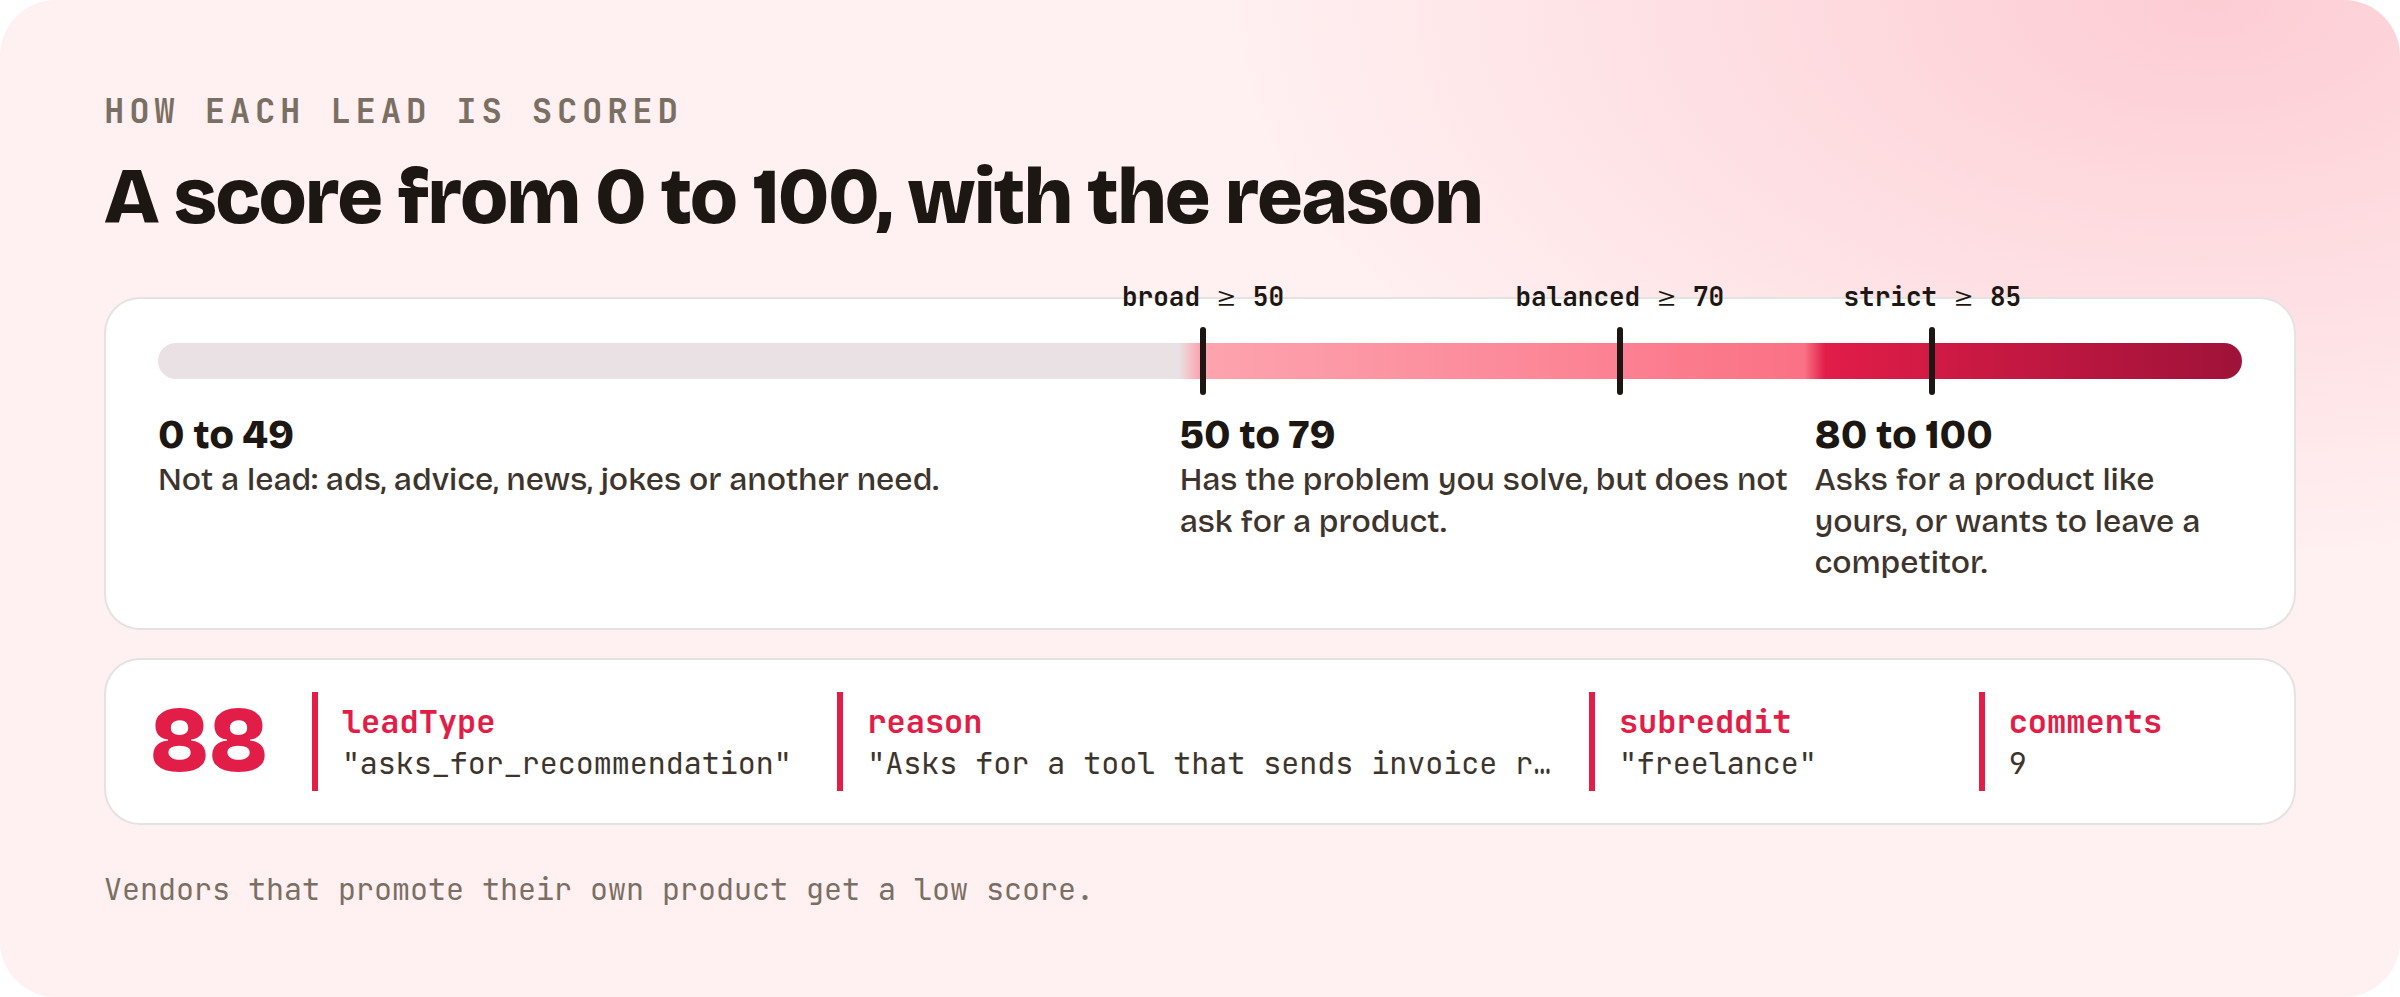 HOW EACH LEAD IS SCORED
A score from 0 to 100, with the reason
broad ≥ 50
balanced ≥ 70
strict ≥ 85
0 to 49
Not a lead: ads, advice, news, jokes or another need.
50 to 79
Has the problem you solve, but does not
ask for a product.
80 to 100
Asks for a product like
yours, or wants to leave a
competitor.
88
leadType
"asks_for_recommendation"
reason
"Asks for a tool that sends invoice r…
subreddit
"freelance"
comments
9
Vendors that promote their own product get a low score.